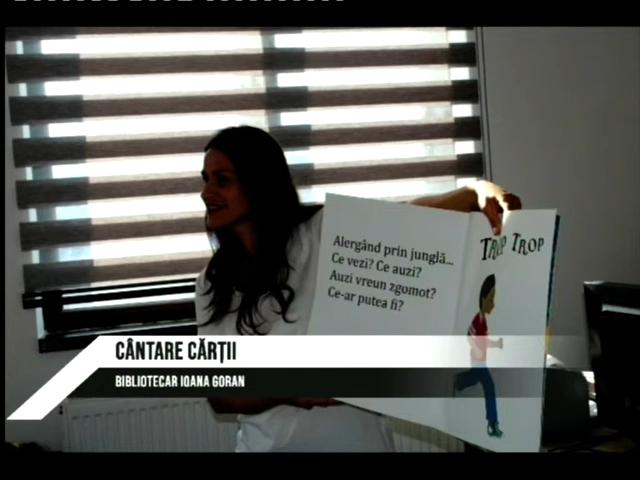 Alergând prin junglă...
Ce vezi? Ce auzi?
Auzi vreun zgomot?
Ce-ar putea fi?
TROP TROP
CÂNTARE CĂRȚII
BIBLIOTECAR IOANA GORAN